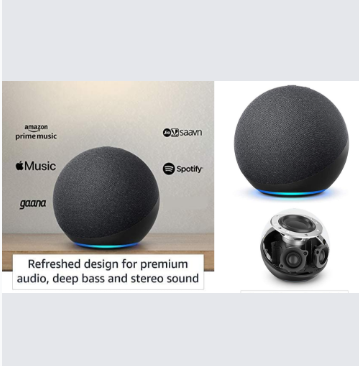 amazon
prime music
JioSaavn
Music
Spotify
gaana
Refreshed design for premium
audio, deep bass and stereo sound